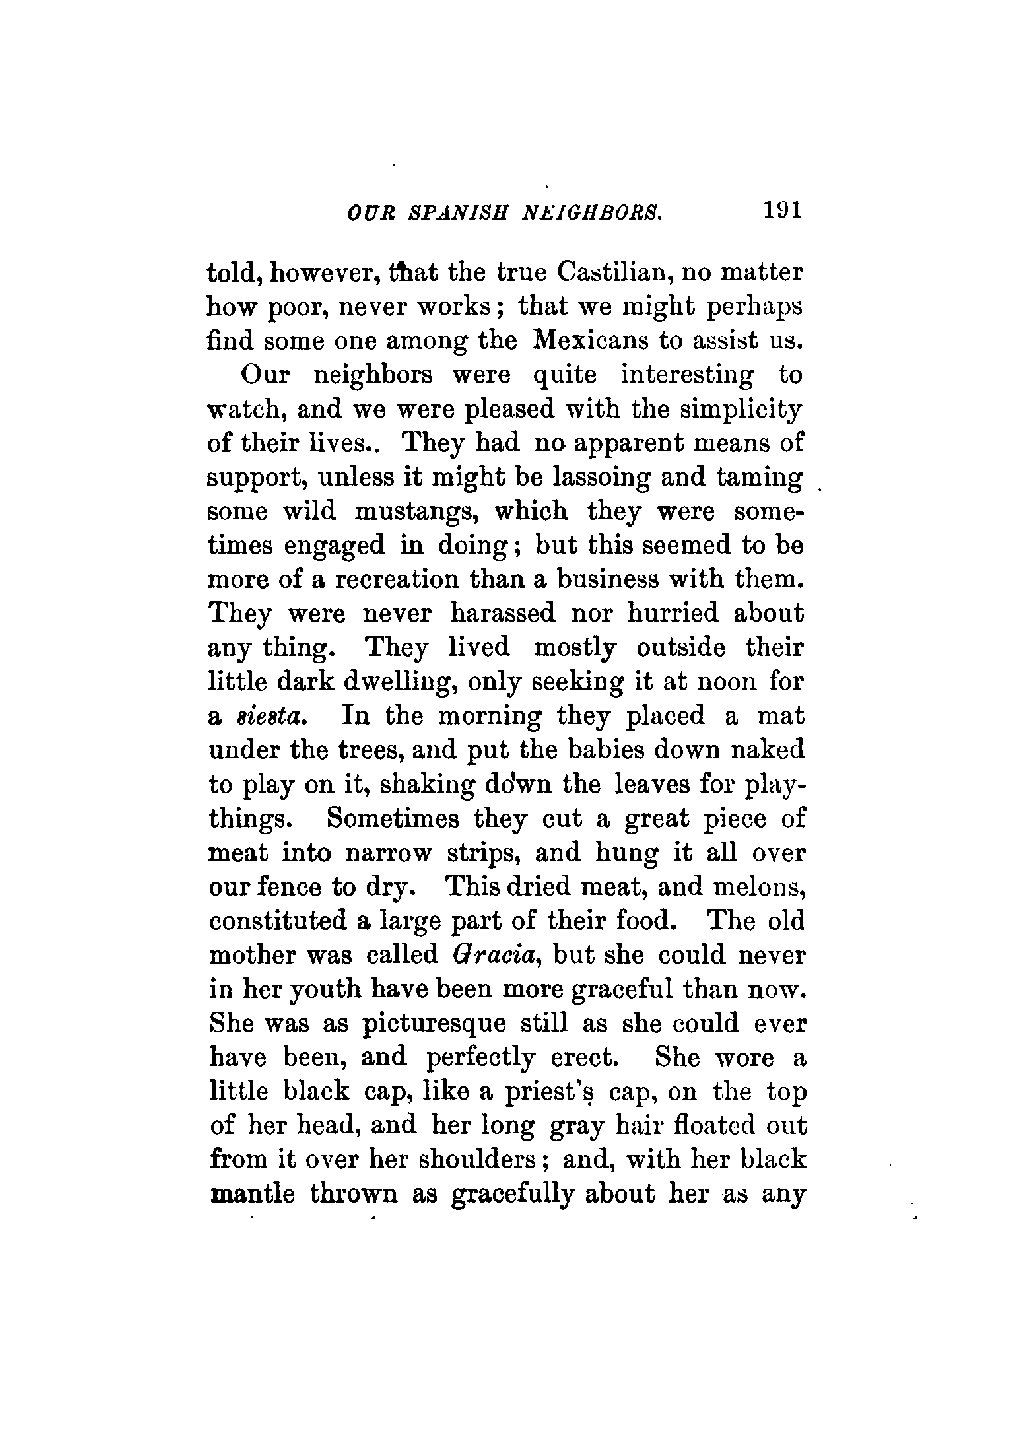 OUR SPANISH NEIGHBORS. 191
told, however, that the true Castilian, no matter
how poor, never works; that we might perhaps
find some one among the Mexicans to assist us.
Our neighbors were quite interesting to
watch, and we were pleased with the simplicity
of their lives.. They had no apparent means of
support, unless it might be lassoing and taming
some wild mustangs, which they were some-
times engaged in doing; but this seemed to be
more of a recreation than a business with them.
They were never harassed nor hurried about
any thing. They lived mostly outside their
little dark dwelling, only seeking it at noon for
a siesta. In the morning they placed a mat
under the trees, and put the babies down naked
to play on it, shaking down the leaves for play-
things. Sometimes they cut a great piece of
meat into narrow strips, and hung it all over
our fence to dry. This dried meat, and melons,
constituted a large part of their food. The old
mother was called Gracia, but she could never
in her youth have been more graceful than now.
She was as picturesque still as she could ever
have been, and perfectly erect. She wore a
little black cap, like a priest's cap, on the top
of her head, and her long gray hair floated out
from it over her shoulders; and, with her black
mantle thrown as gracefully about her as any